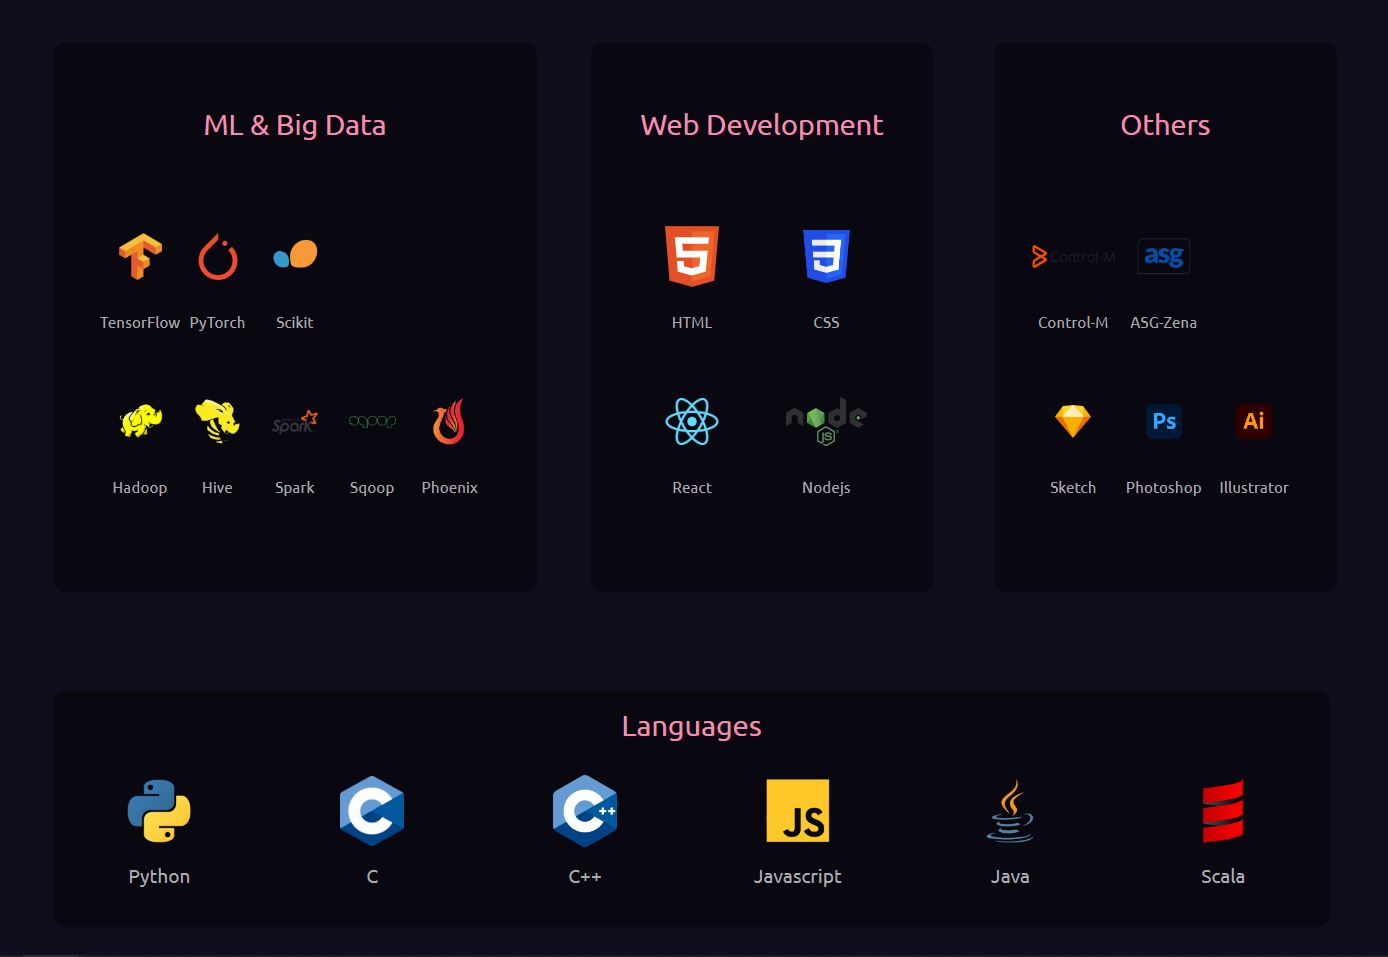 ML & Big Data
TensorFlow PyTorch Scikit
Spark
sqoop
Hadoop Hive Spark Sqoop Phoenix
Web Development
5 3
HTML CSS
node
JS
React Nodejs
Others
Control-M asg
Control-M ASG-Zena
Ps Ai
Sketch Photoshop Illustrator
Languages
C C++ JS
Python C C++ Javascript Java Scala